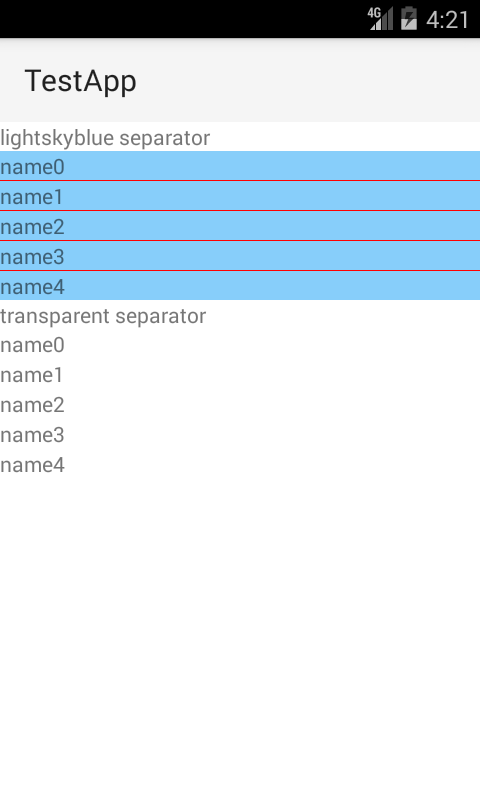 4G 4:21
TestApp
lightskyblue separator
name0
name1
name2
name3
name4
transparent separator
name0
name1
name2
name3
name4